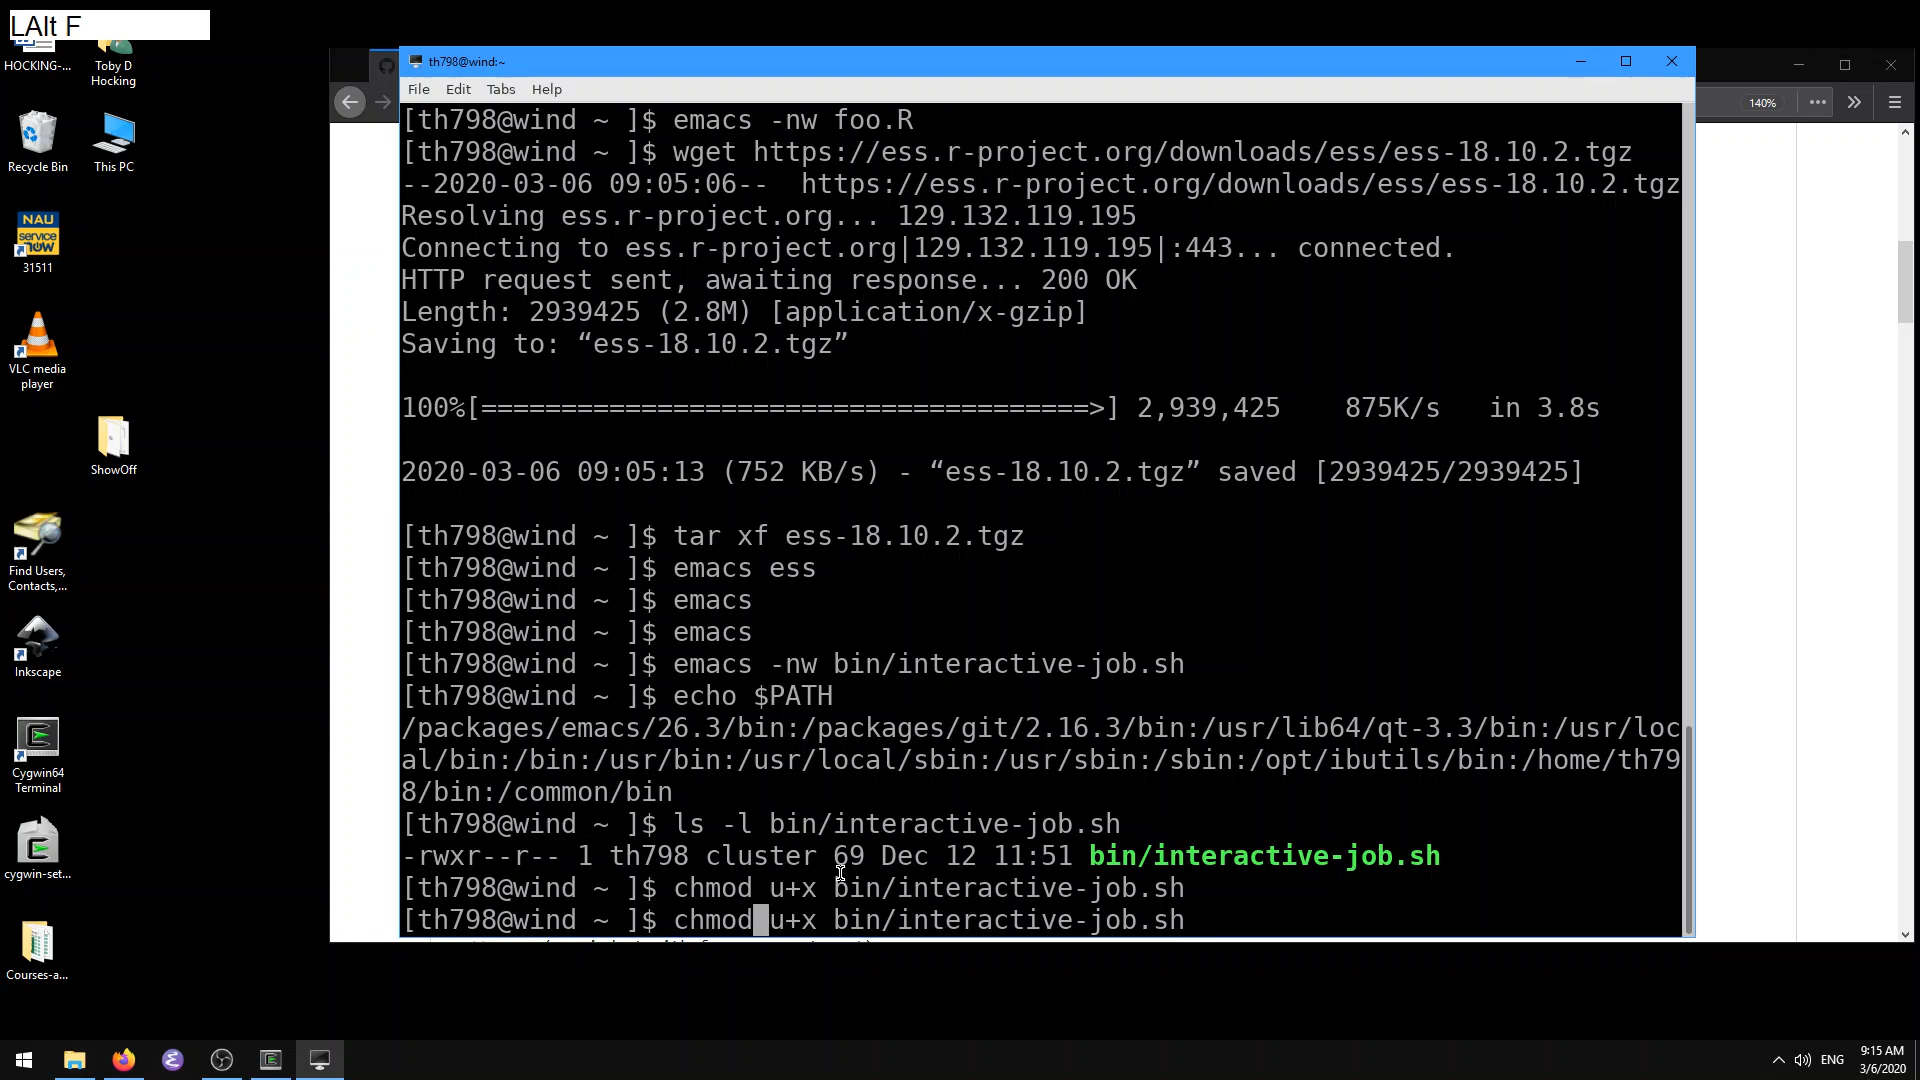 LAlt F
HOCKING-...
Toby D
Hocking
Recycle Bin
This PC
NAU
service
now
31511
VLC media
player
ShowOff
Find Users,
Contacts,...
Inkscape
Cygwin64
Terminal
cygwin-set...
Courses-a...
th798@wind:~
File Edit Tabs Help
140%
[th798@wind ~ ]$ emacs -nw foo.R
[th798@wind ~ ]$ wget https://ess.r-project.org/downloads/ess/ess-18.10.2.tgz
--2020-03-06 09:05:06--  https://ess.r-project.org/downloads/ess/ess-18.10.2.tgz
Resolving ess.r-project.org... 129.132.119.195
Connecting to ess.r-project.org|129.132.119.195|:443... connected.
HTTP request sent, awaiting response... 200 OK
Length: 2939425 (2.8M) [application/x-gzip]
Saving to: “ess-18.10.2.tgz”
100%[======================================>] 2,939,425    875K/s   in 3.8s
2020-03-06 09:05:13 (752 KB/s) - “ess-18.10.2.tgz” saved [2939425/2939425]
[th798@wind ~ ]$ tar xf ess-18.10.2.tgz
[th798@wind ~ ]$ emacs ess
[th798@wind ~ ]$ emacs
[th798@wind ~ ]$ emacs
[th798@wind ~ ]$ emacs -nw bin/interactive-job.sh
[th798@wind ~ ]$ echo $PATH
/packages/emacs/26.3/bin:/packages/git/2.16.3/bin:/usr/lib64/qt-3.3/bin:/usr/loc
al/bin:/bin:/usr/bin:/usr/local/sbin:/usr/sbin:/sbin:/opt/ibutils/bin:/home/th79
8/bin:/common/bin
[th798@wind ~ ]$ ls -l bin/interactive-job.sh
-rwxr--r-- 1 th798 cluster 69 Dec 12 11:51 bin/interactive-job.sh
[th798@wind ~ ]$ chmod u+x bin/interactive-job.sh
[th798@wind ~ ]$ chmod u+x bin/interactive-job.sh
ENG
9:15 AM
3/6/2020